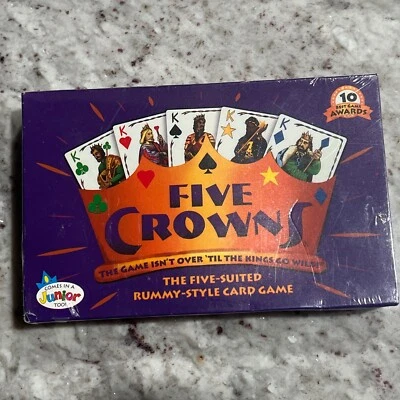 10
BEST GAME
AWARDS
K
K
K
K
K
FIVE
CROWNS
THE GAME ISN'T OVER 'TIL THE KINGS GO WILD!
THE FIVE-SUITED
RUMMY-STYLE CARD GAME
COMES IN A
Junior
TOO!